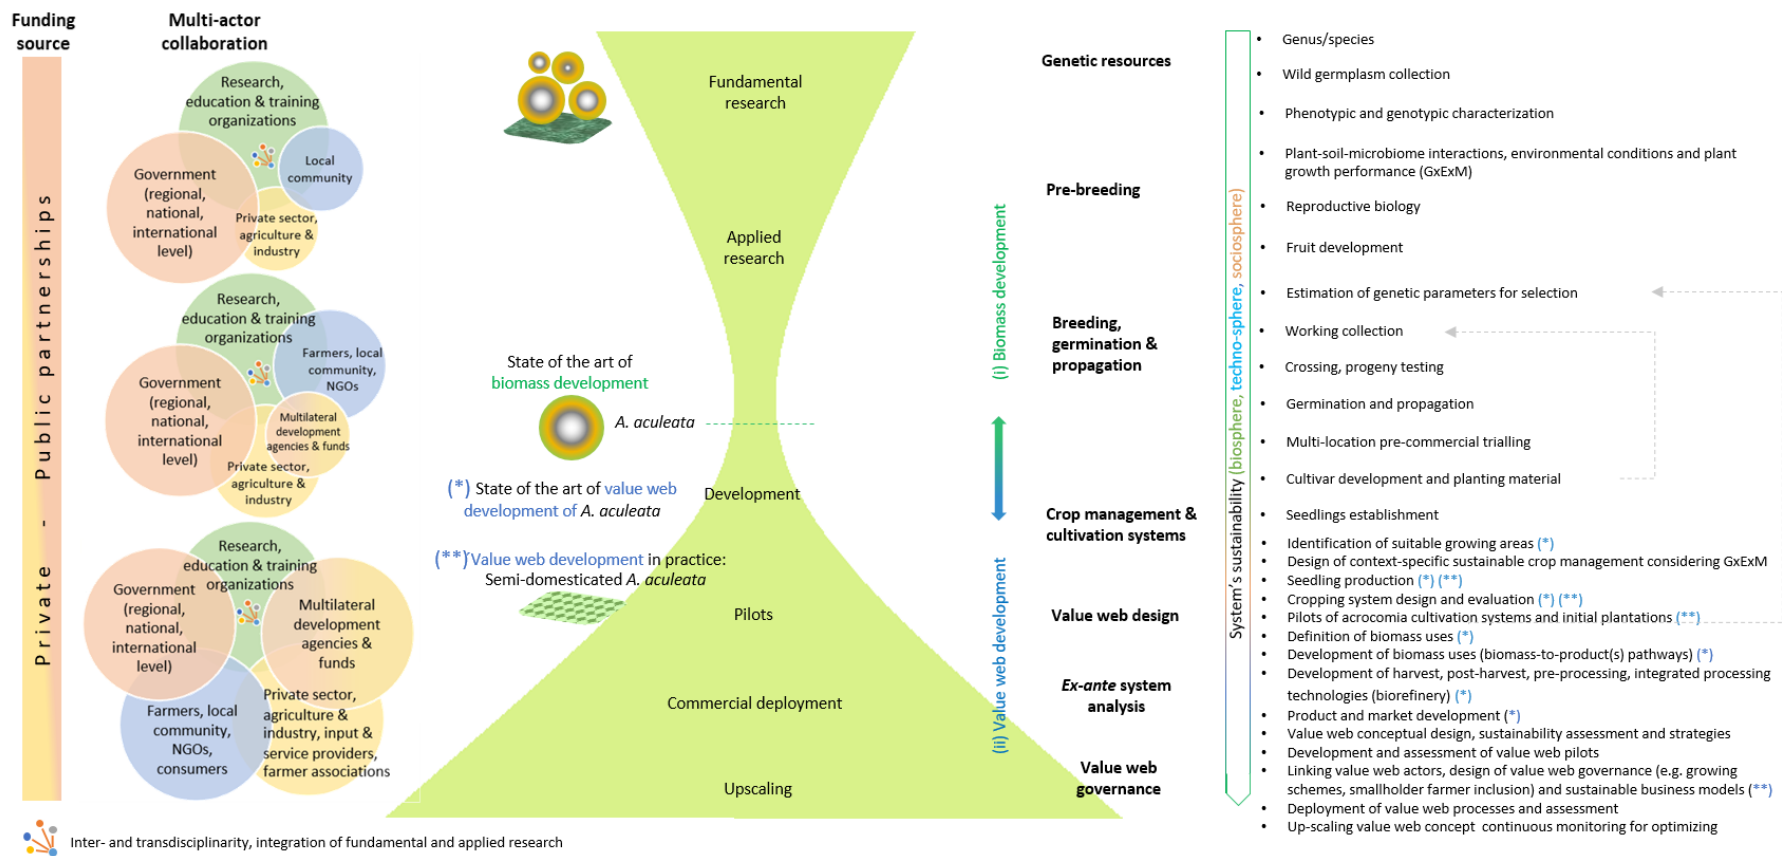 Funding
source
Multi-actor
collaboration
Private - Public partnerships
Research,
education & training
organizations
Local
community
Government
(regional,
national,
international
level)
Private sector,
agriculture &
industry
Research,
education & training
organizations
Farmers, local
community,
NGOs
Government
(regional,
national,
international
level)
Multilateral
development
agencies & funds
Private sector,
agriculture &
industry
Research,
education & training
organizations
Government
(regional,
national,
international
level)
Multilateral
development
agencies &
funds
Farmers, local
community,
NGOs,
consumers
Private sector,
agriculture &
industry, input &
service providers,
farmer associations
Inter- and transdisciplinarity, integration of fundamental and applied research
State of the art of
biomass development
A. aculeata
(*) State of the art of value web
development of A. aculeata
(**) Value web development in practice:
Semi-domesticated A. aculeata
Fundamental
research
Applied
research
Development
Pilots
Commercial deployment
Upscaling
(i) Biomass development
(ii) Value web development
Genetic resources
Pre-breeding
Breeding,
germination &
propagation
Crop management &
cultivation systems
Value web design
Ex-ante system
analysis
Value web
governance
System's sustainability (biosphere, techno-sphere, sociosphere)
• Genus/species
• Wild germplasm collection
• Phenotypic and genotypic characterization
• Plant-soil-microbiome interactions, environmental conditions and plant
growth performance (GxExM)
• Reproductive biology
• Fruit development
• Estimation of genetic parameters for selection
• Working collection
• Crossing, progeny testing
• Germination and propagation
• Multi-location pre-commercial trialling
• Cultivar development and planting material
• Seedlings establishment
• Identification of suitable growing areas (*)
• Design of context-specific sustainable crop management considering GxExM
• Seedling production (*) (**)
• Cropping system design and evaluation (*) (**)
• Pilots of acrocomia cultivation systems and initial plantations (**)
• Definition of biomass uses (*)
• Development of biomass uses (biomass-to-product(s) pathways) (*)
• Development of harvest, post-harvest, pre-processing, integrated processing
technologies (biorefinery) (*)
• Product and market development (*)
• Value web conceptual design, sustainability assessment and strategies
• Development and assessment of value web pilots
• Linking value web actors, design of value web governance (e.g. growing
schemes, smallholder farmer inclusion) and sustainable business models (**)
• Deployment of value web processes and assessment
• Up-scaling value web concept continuous monitoring for optimizing